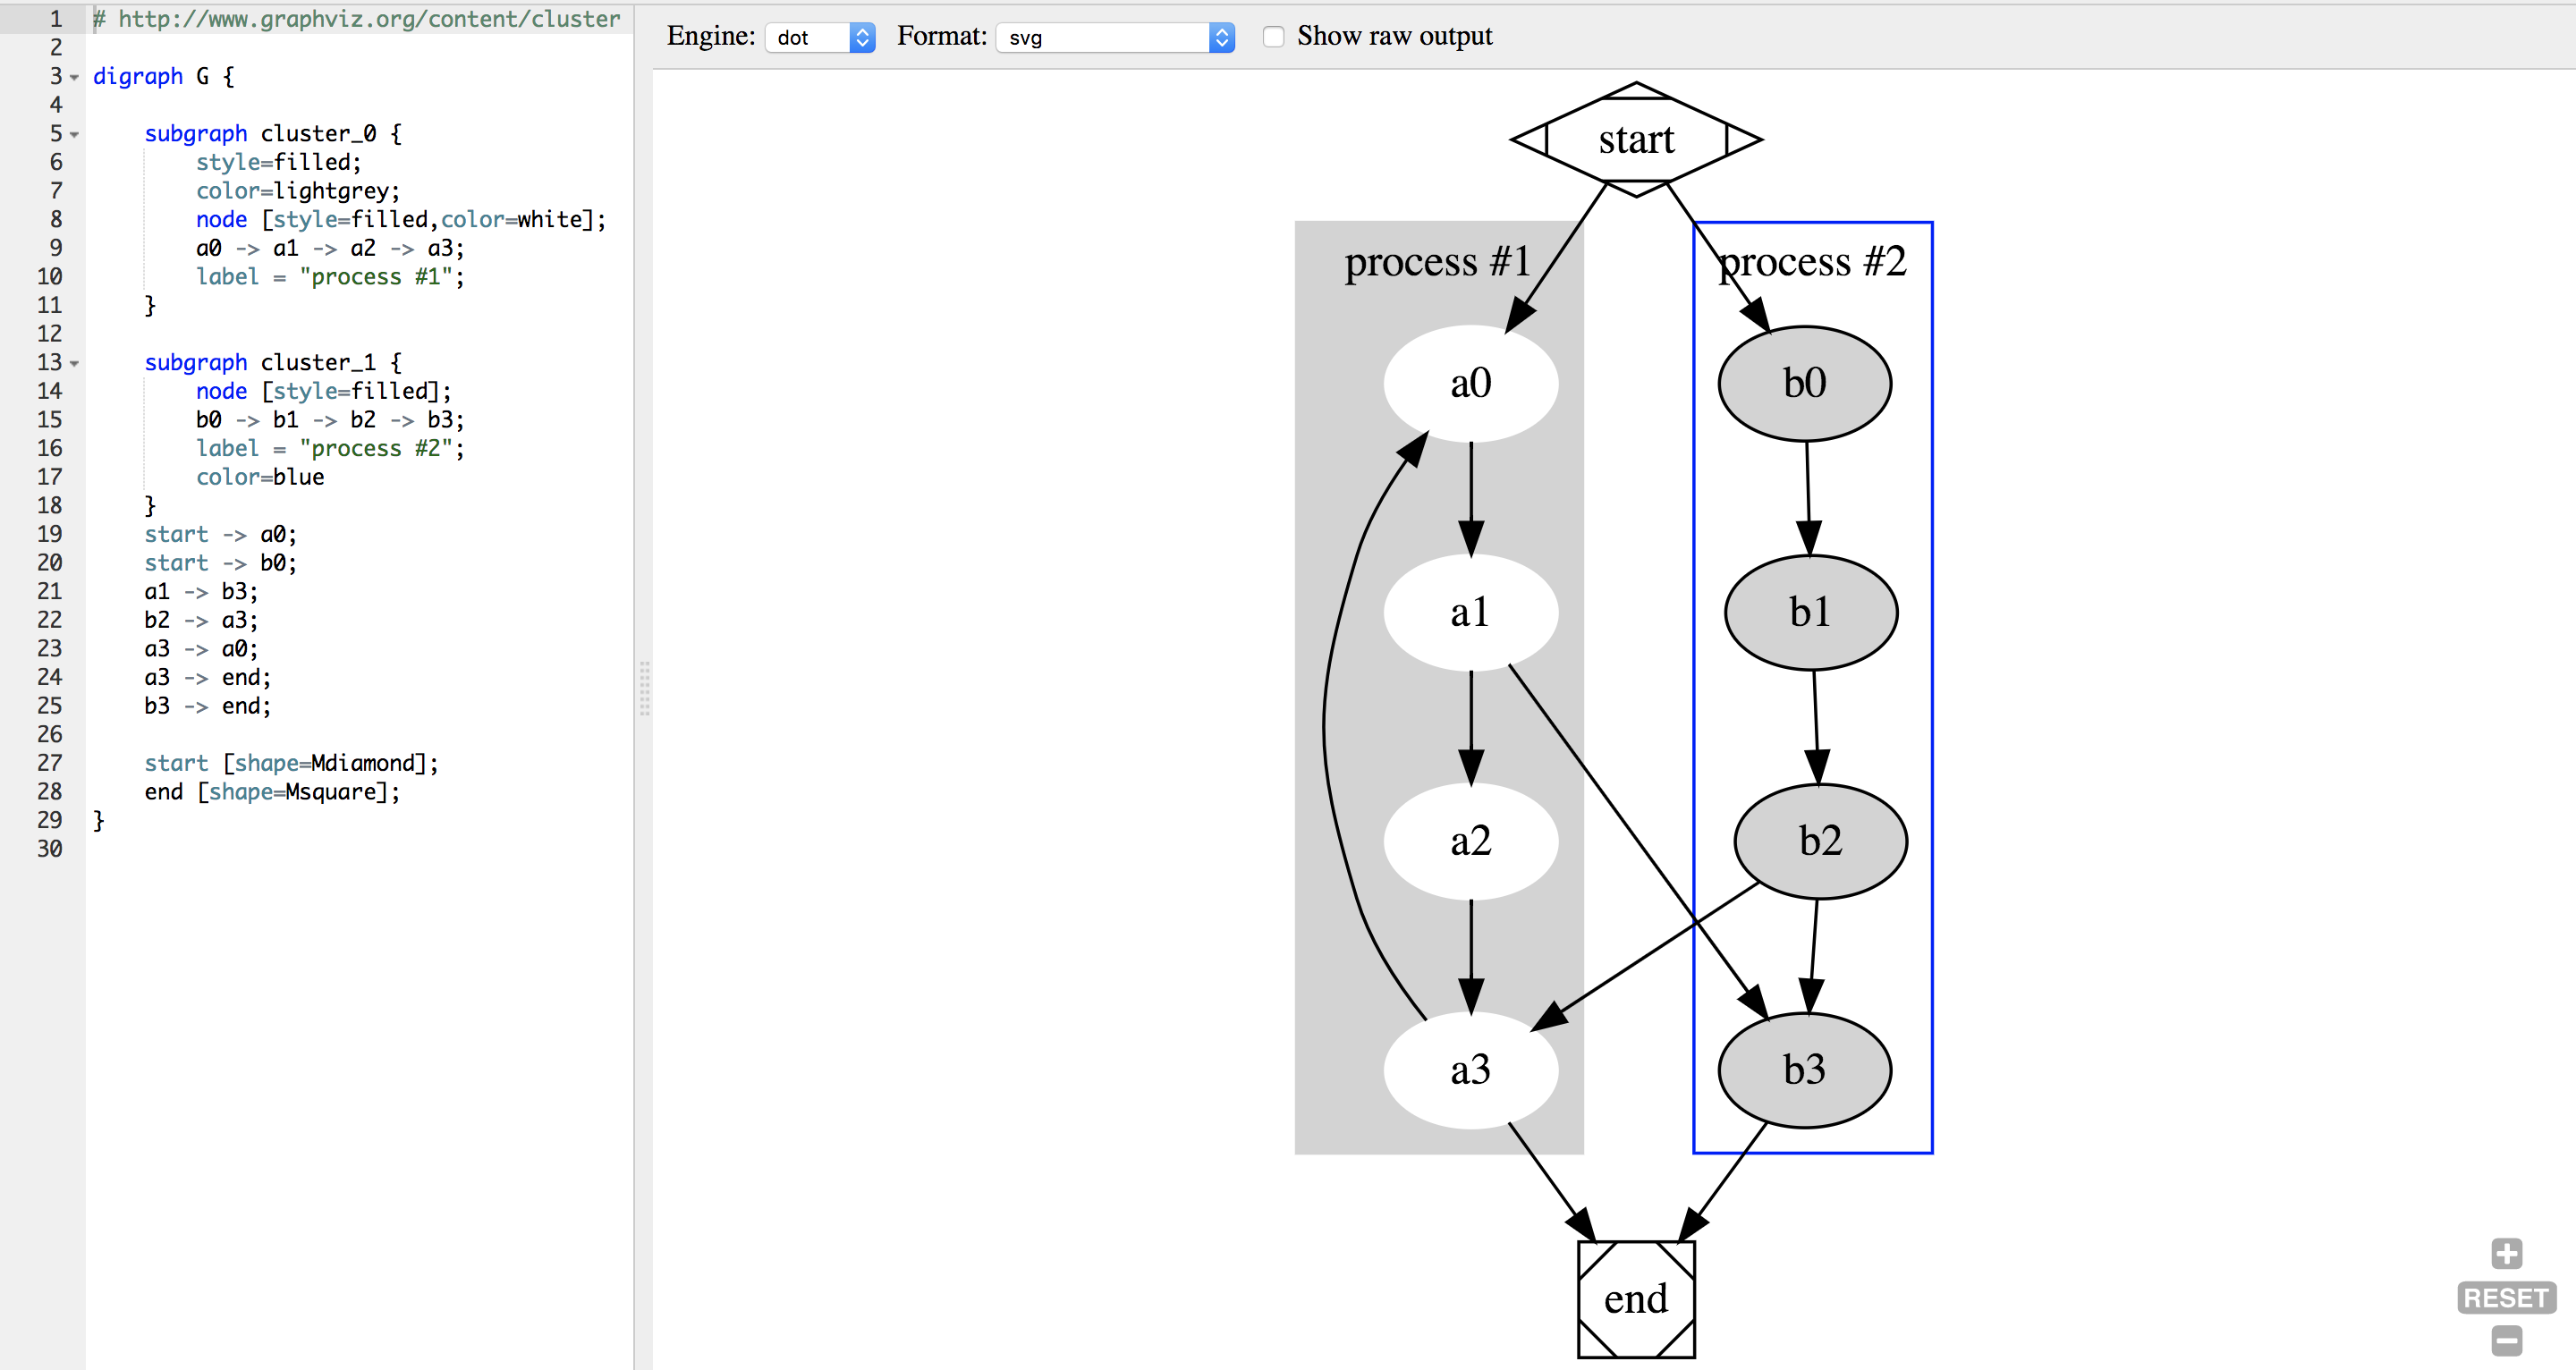 1 # http://www.graphviz.org/content/cluster
2
3 digraph G {
4
5 subgraph cluster_0 {
6 style=filled;
7 color=lightgrey;
8 node [style=filled,color=white];
9 a0 -> a1 -> a2 -> a3;
10 label = "process #1";
11 }
12
13 subgraph cluster_1 {
14 node [style=filled];
15 b0 -> b1 -> b2 -> b3;
16 label = "process #2";
17 color=blue
18 }
19 start -> a0;
20 start -> b0;
21 a1 -> b3;
22 b2 -> a3;
23 a3 -> a0;
24 a3 -> end;
25 b3 -> end;
26
27 start [shape=Mdiamond];
28 end [shape=Msquare];
29 }
30
Engine: dot Format: svg Show raw output
start
process #1 process #2
a0 b0
a1 b1
a2 b2
a3 b3
end
RESET